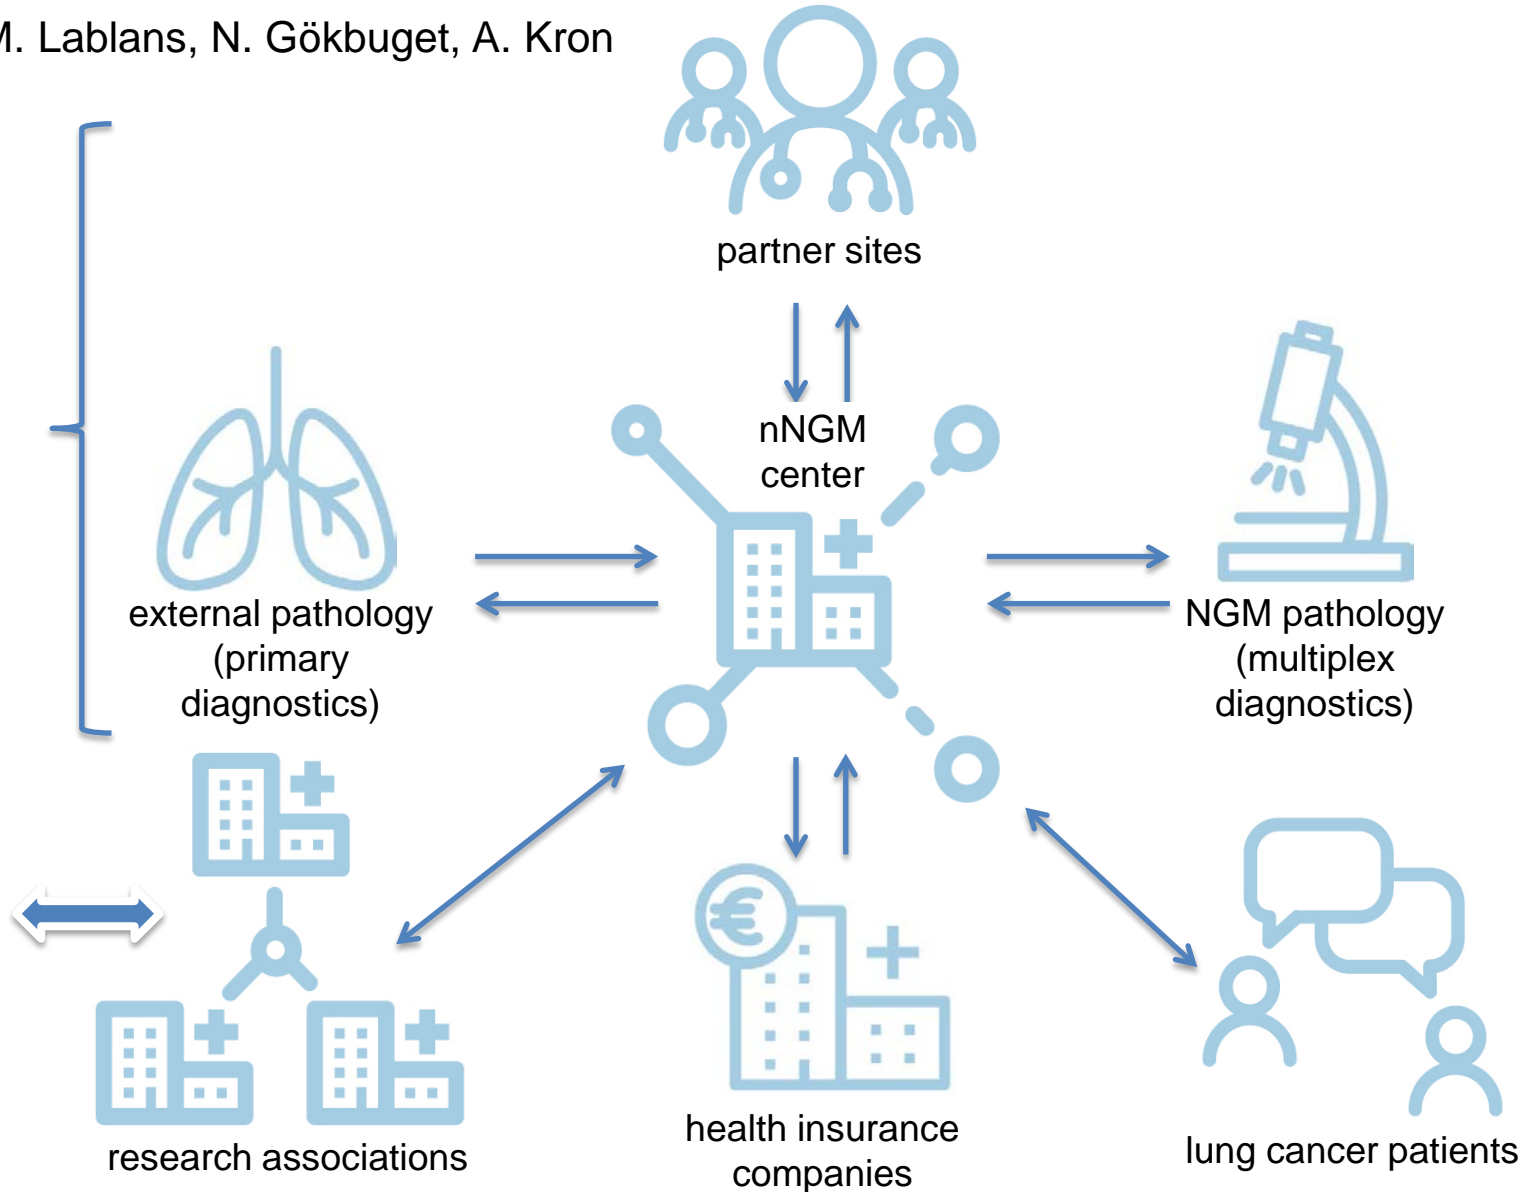 M. Lablans, N. Gökbuget, A. Kron
partner sites
nNGM
center
external pathology
(primary
diagnostics)
NGM pathology
(multiplex
diagnostics)
research associations
health insurance
companies
lung cancer patients